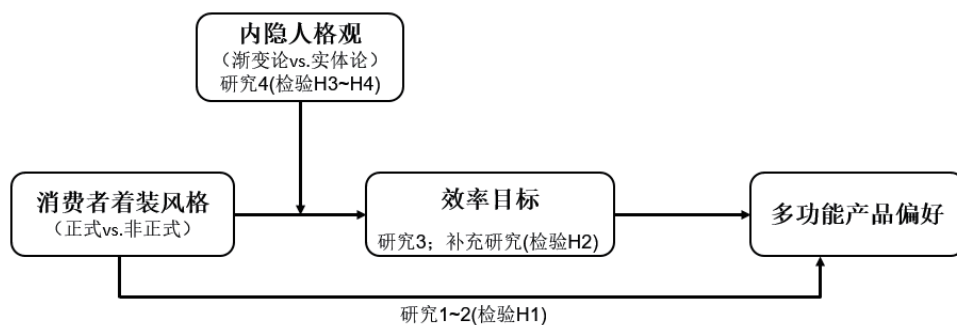 内隐人格观
（渐变论vs.实体论）
研究4(检验H3~H4)
消费者着装风格
（正式vs.非正式）
效率目标
研究3；补充研究(检验H2)
多功能产品偏好
研究1~2(检验H1)